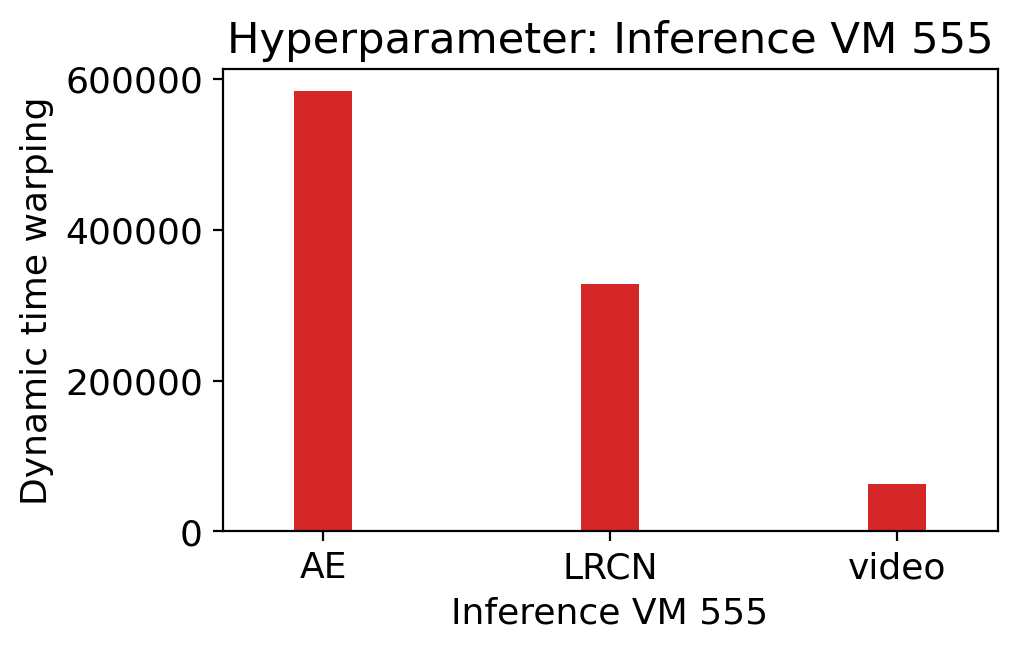 Hyperparameter: Inference VM 555
Dynamic time warping
600000
400000
200000
0
AE
LRCN
video
Inference VM 555